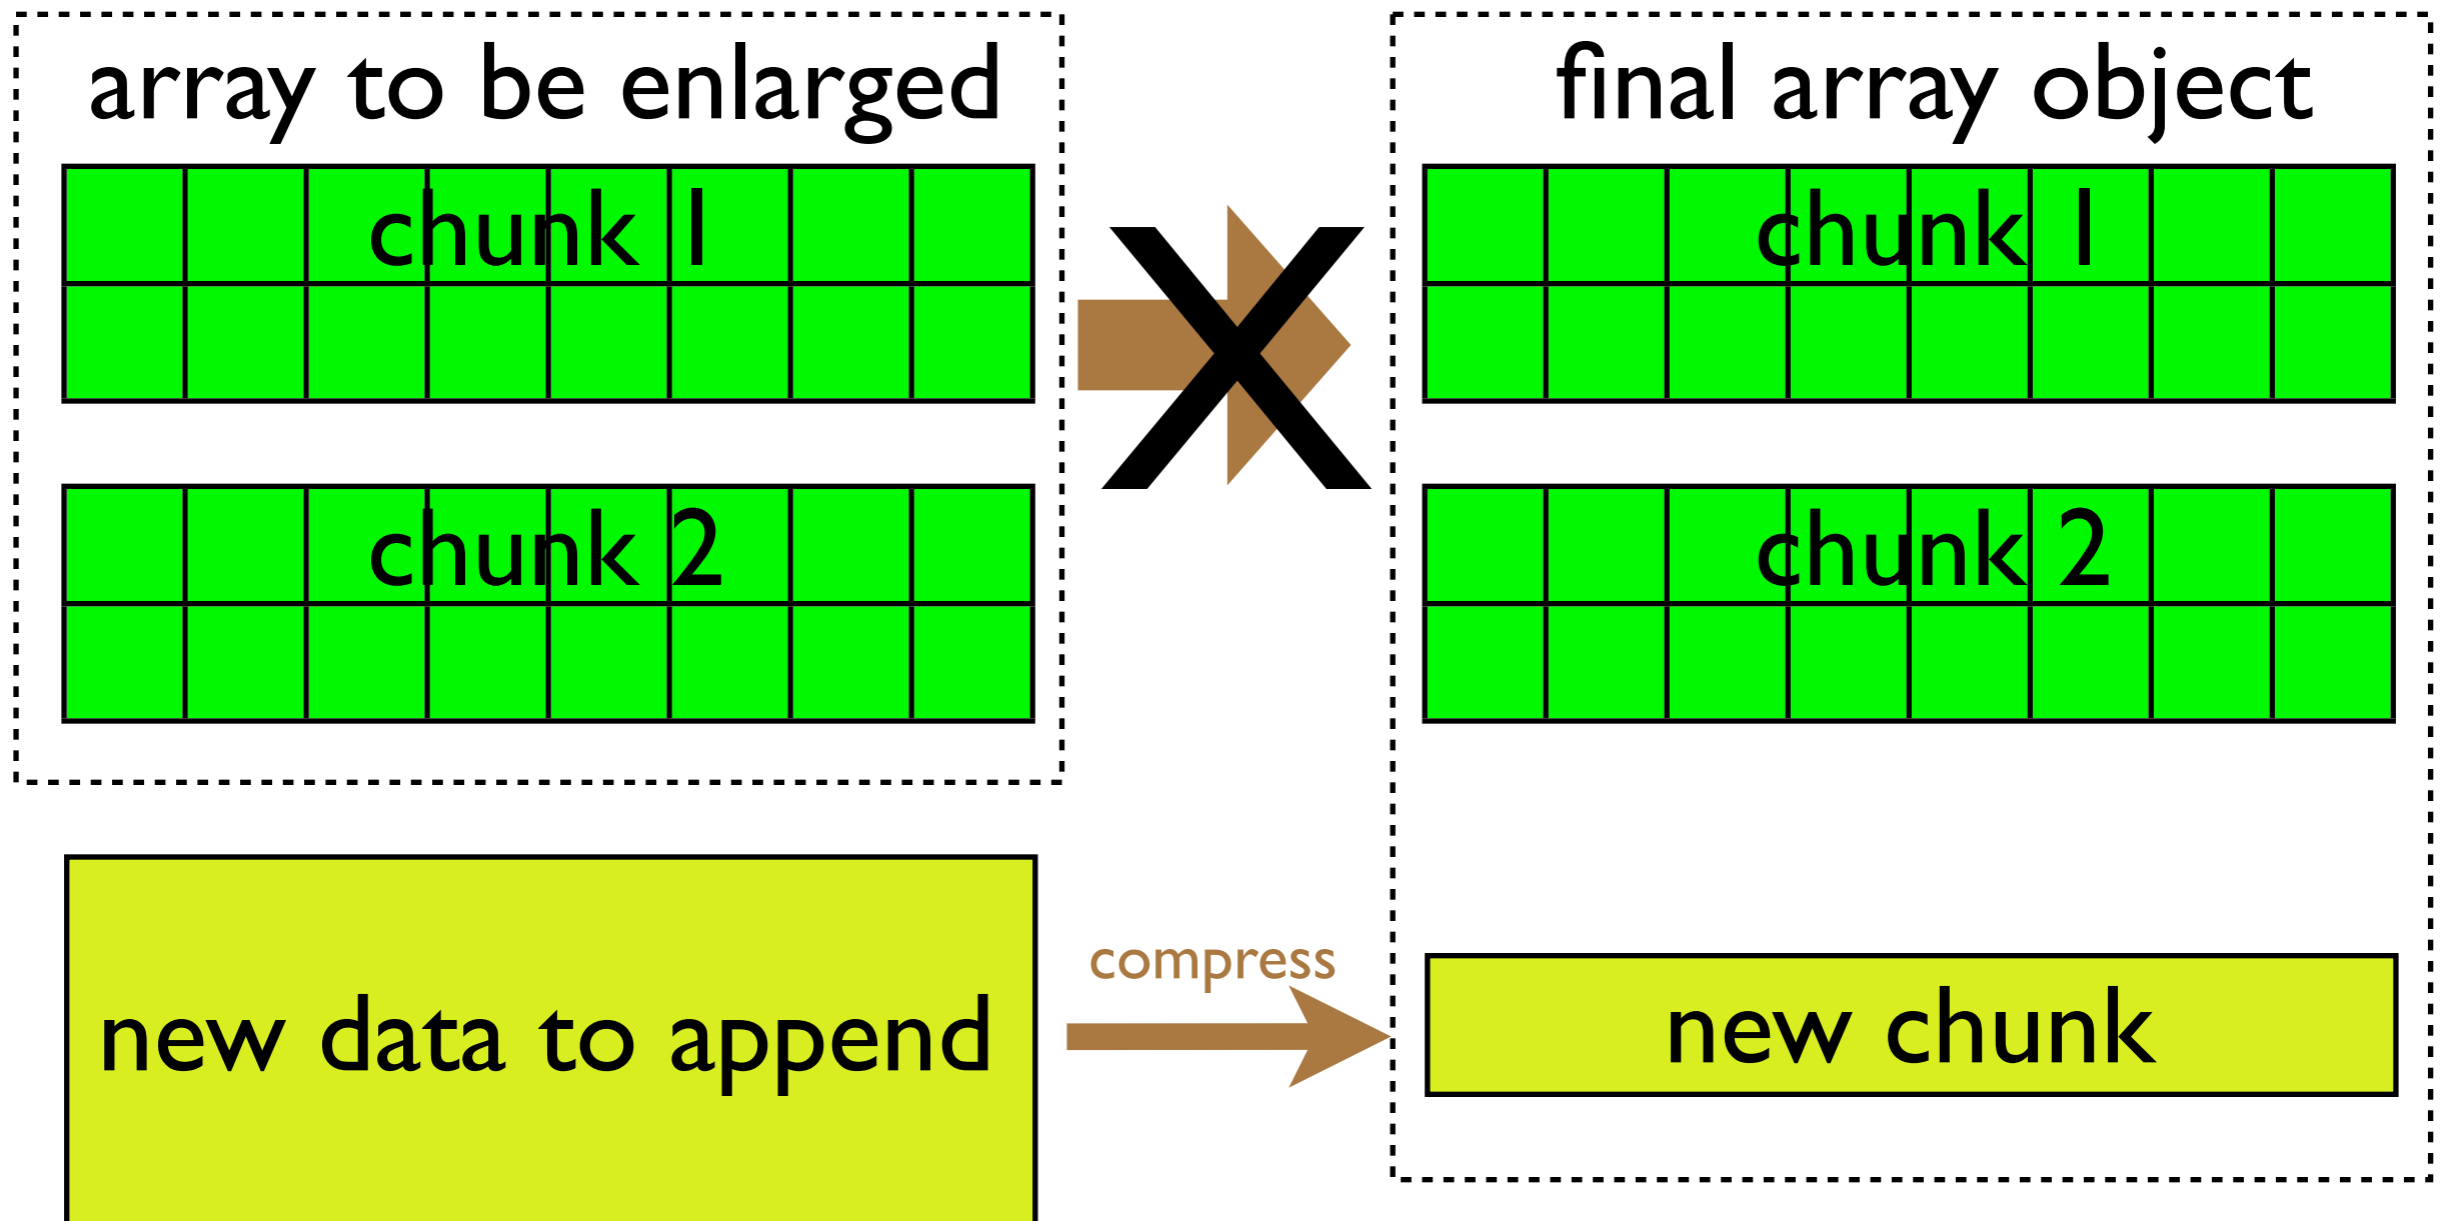 array to be enlarged
final array object
chunk 1
chunk 1
chunk 2
chunk 2
compress
new data to append
new chunk